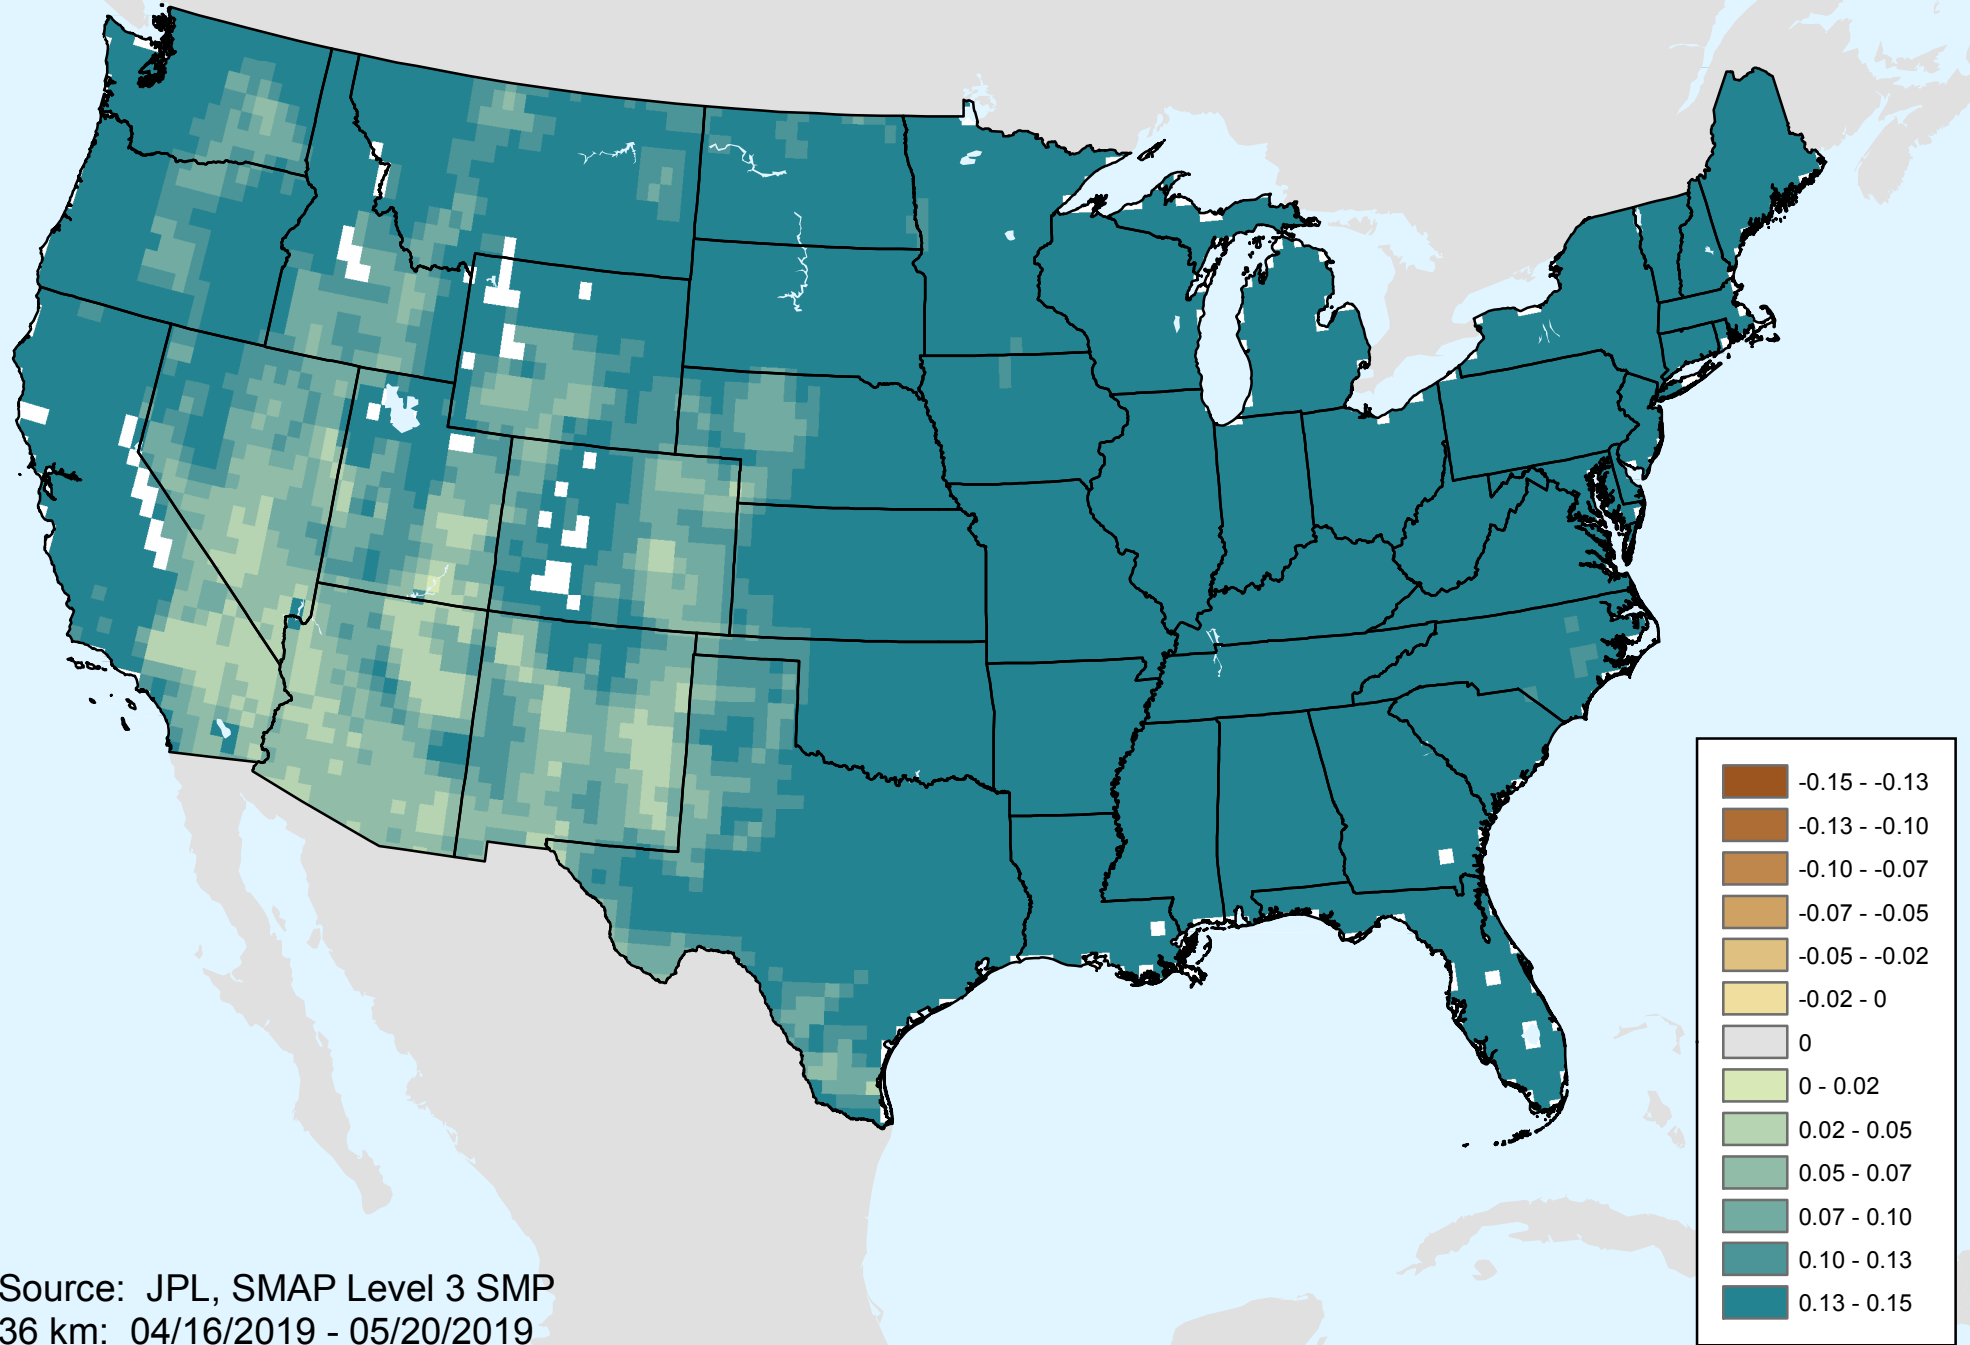 -0.15 - -0.13
-0.13 - -0.10
-0.10 - -0.07
-0.07 - -0.05
-0.05 - -0.02
-0.02 - 0
0
0 - 0.02
0.02 - 0.05
0.05 - 0.07
0.07 - 0.10
0.10 - 0.13
0.13 - 0.15
Source: JPL, SMAP Level 3 SMP
36 km: 04/16/2019 - 05/20/2019